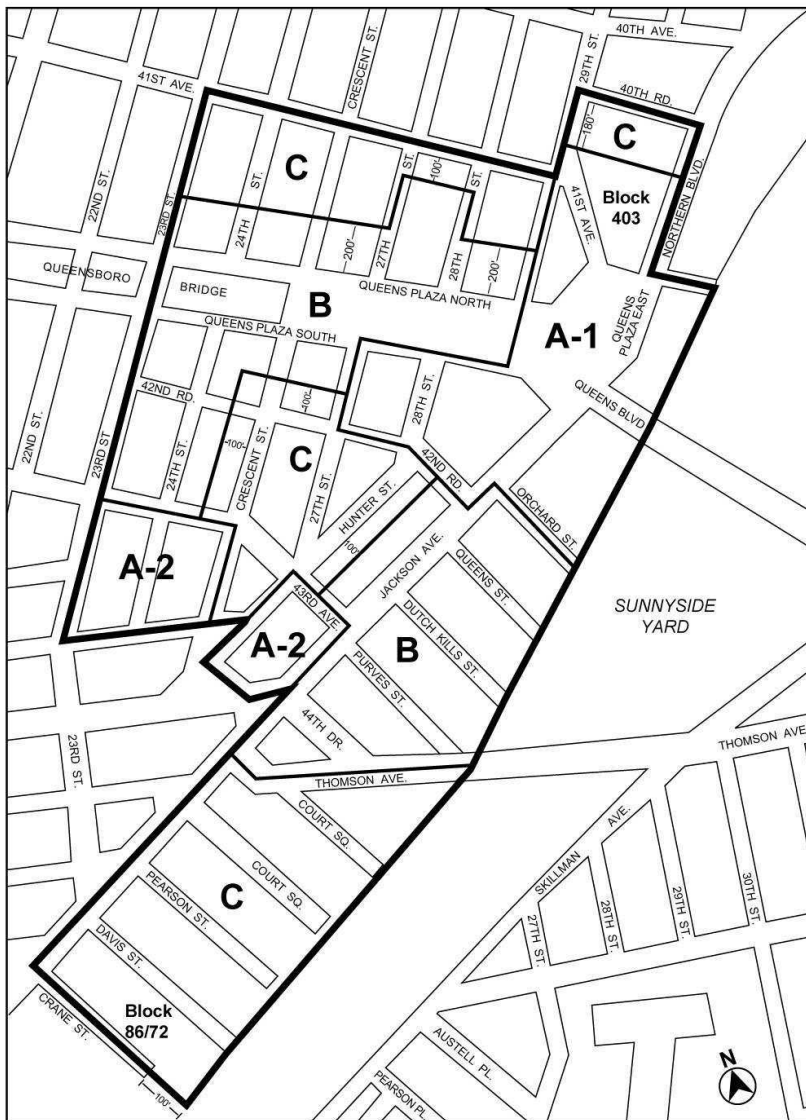 40TH AVE.
29TH ST.
CRESCENT ST.
41ST AVE.
40TH RD.
180'
C
C
ST.
100'
ST.
ST.
22ND ST.
23RD ST.
24TH
Block
403
41ST AVE.
NORTHERN BLVD.
200'
27TH
28TH
200'
QUEENSBORO
BRIDGE
QUEENS PLAZA NORTH
B
QUEENS PLAZA SOUTH
A-1
QUEENS
PLAZA EAST
QUEENS BLVD
42ND RD.
100'
28TH ST.
22ND ST.
23RD ST
24TH ST.
100'
CRESCENT ST.
C
27TH ST.
HUNTER ST.
42ND RD.
ORCHARD ST.
100'
JACKSON AVE.
QUEENS ST.
A-2
43RD AVE
A-2
DUTCH KILLS ST.
B
PURVES ST.
SUNNYSIDE
YARD
44TH DR.
23RD ST.
THOMSON AVE.
THOMSON AVE.
COURT SQ.
COURT SQ.
C
PEARSON ST.
DAVIS ST.
Block
86/72
CRANE ST.
100'
SKILLMAN AVE.
27TH ST.
28TH ST.
29TH ST.
30TH ST.
AUSTELL PL.
PEARSON PL.
N